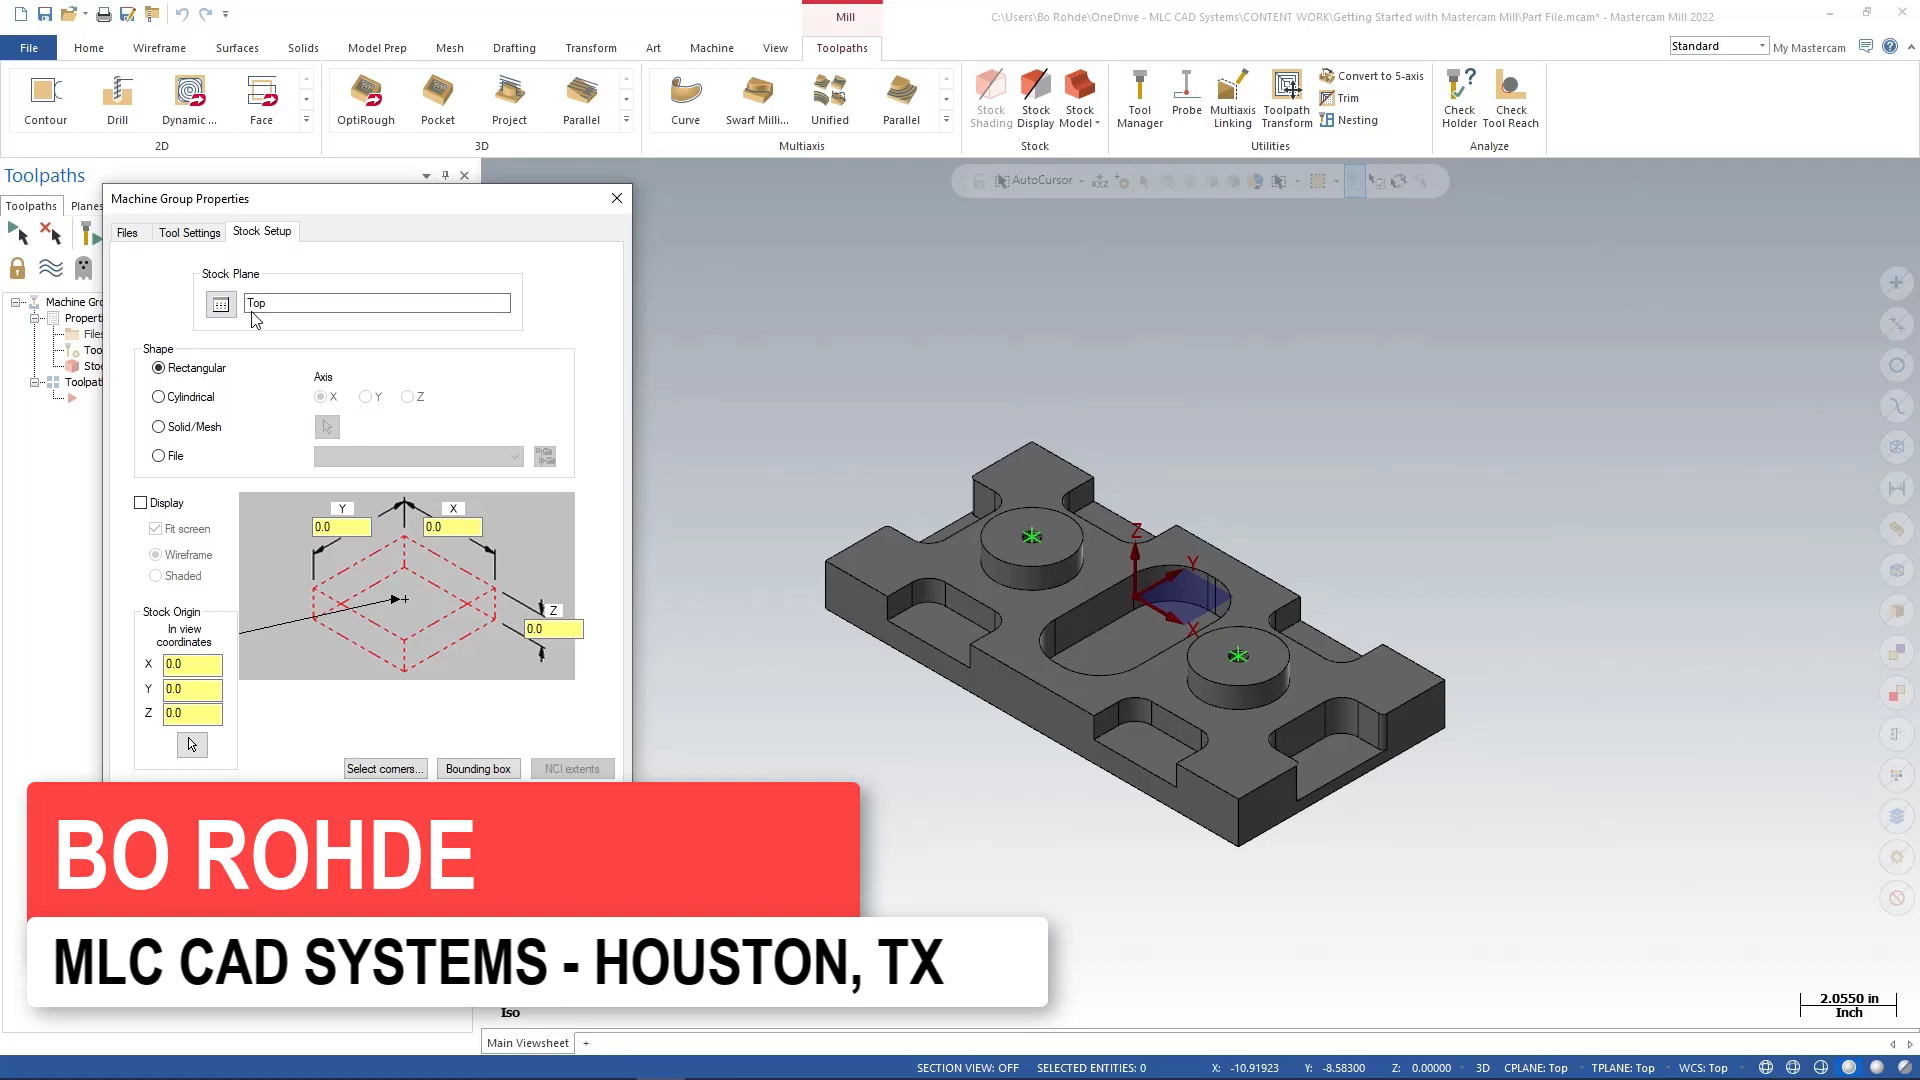 Mill
C:\Users\Bo Rohde\OneDrive - MLC CAD Systems\CONTENT WORK\Getting Started with Mastercam Mill\Part File.mcam* - Mastercam Mill 2022
File Home Wireframe Surfaces Solids Model Prep Mesh Drafting Transform Art Machine View Toolpaths
Standard My Mastercam
Contour Drill Dynamic ... Face
2D
OptiRough Pocket Project Parallel
3D
Curve Swarf Milli... Unified Parallel
Multiaxis
Stock Shading Stock Display Stock Model
Stock
Tool Manager Probe Multiaxis Linking Toolpath Transform
Convert to 5-axis
Trim
Nesting
Utilities
Check Holder Check Tool Reach
Analyze
Toolpaths
Toolpaths Planes
Machine Gro
Properti
Files
Too
Stoc
Toolpath
Machine Group Properties
Files Tool Settings Stock Setup
Stock Plane
Top
Shape
Rectangular
Cylindrical
Solid/Mesh
File
Axis
X Y Z
Display
Fit screen
Wireframe
Shaded
Y X
0.0 0.0
Z
0.0
Stock Origin
In view
coordinates
X 0.0
Y 0.0
Z 0.0
Select corners... Bounding box NCI extents
AutoCursor
Z
Y
X
BO ROHDE
MLC CAD SYSTEMS - HOUSTON, TX
Iso
2.0550 in
Inch
Main Viewsheet +
SECTION VIEW: OFF SELECTED ENTITIES: 0 X: -10.91923 Y: -8.58300 Z: 0.00000 3D CPLANE: Top TPLANE: Top WCS: Top